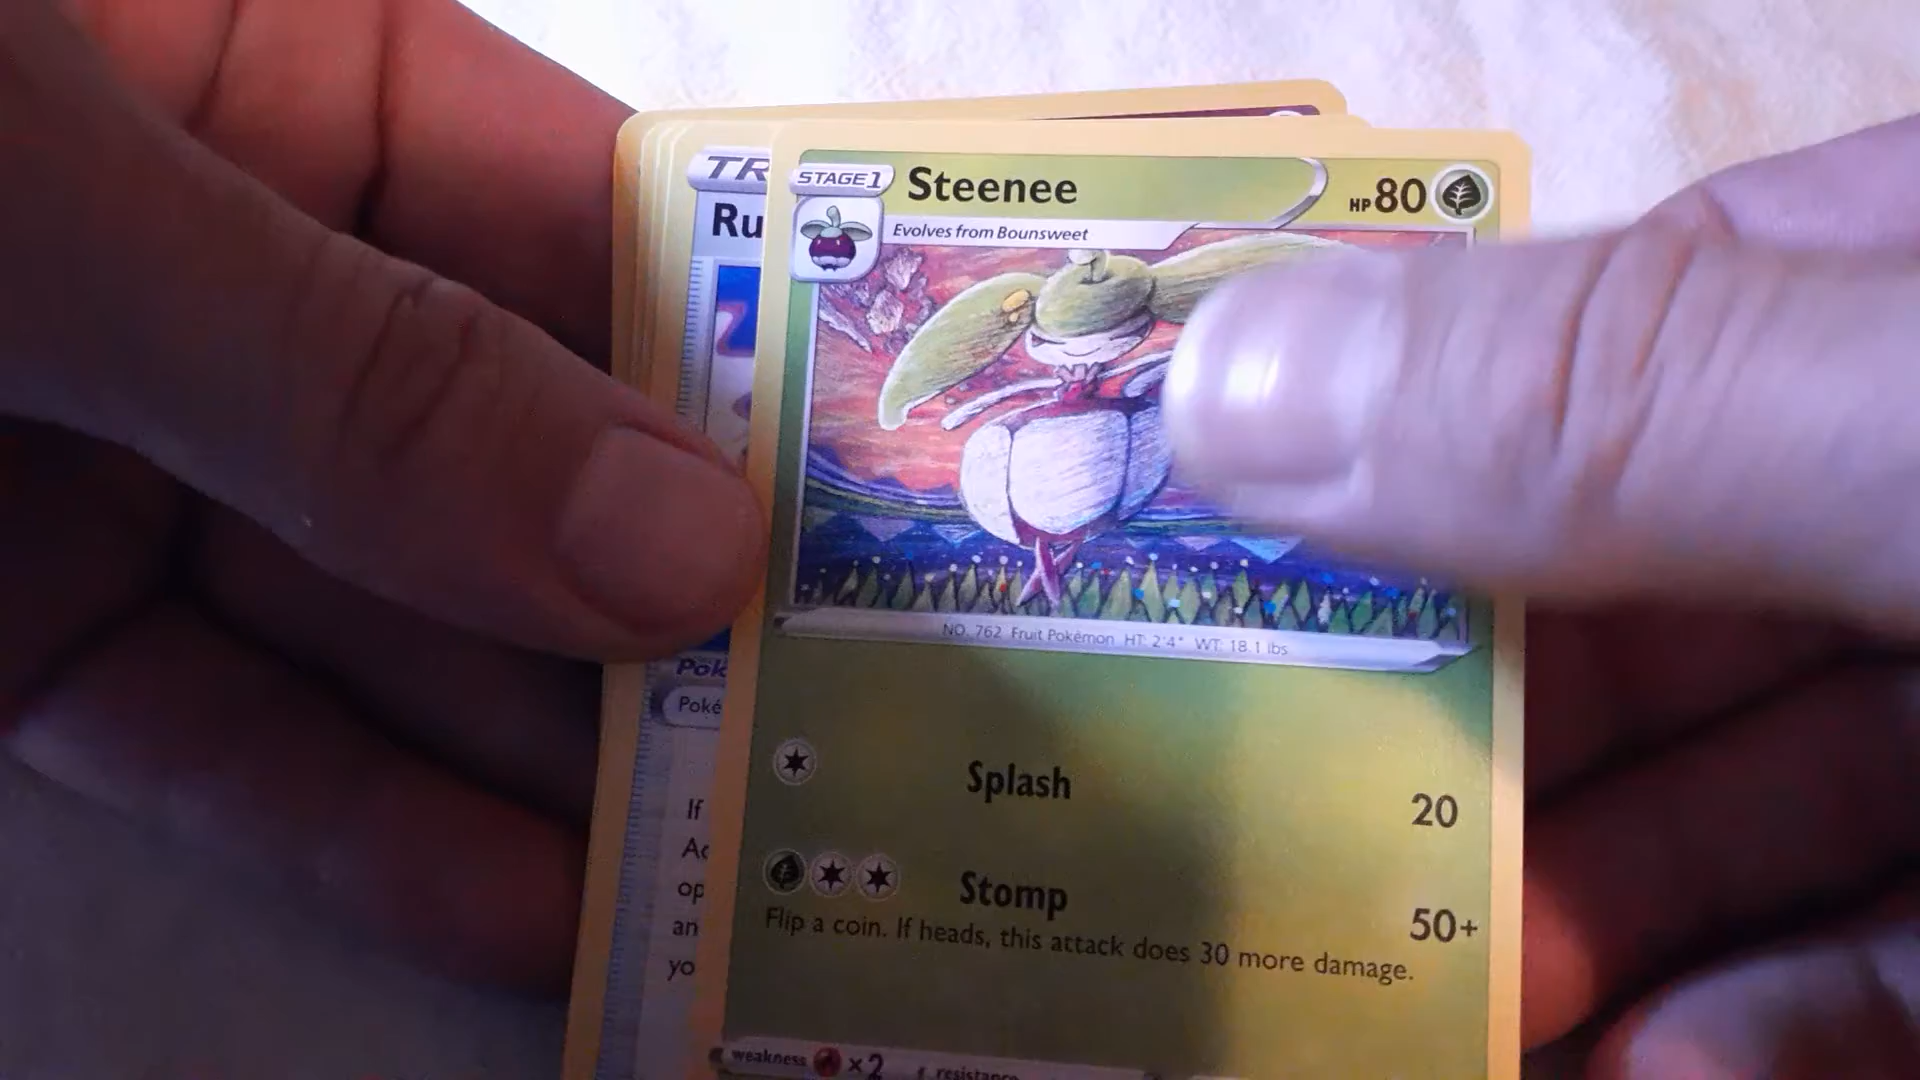 TR
Ru
Pok
Poké
If
op
an
yo
STAGE 1
Steenee
HP 80
Evolves from Bounsweet
NO. 762 Fruit Pokémon HT: 2'4" WT: 18.1 lbs
Splash
20
Stomp
50+
Flip a coin. If heads, this attack does 30 more damage.
weakness ×2 resistance